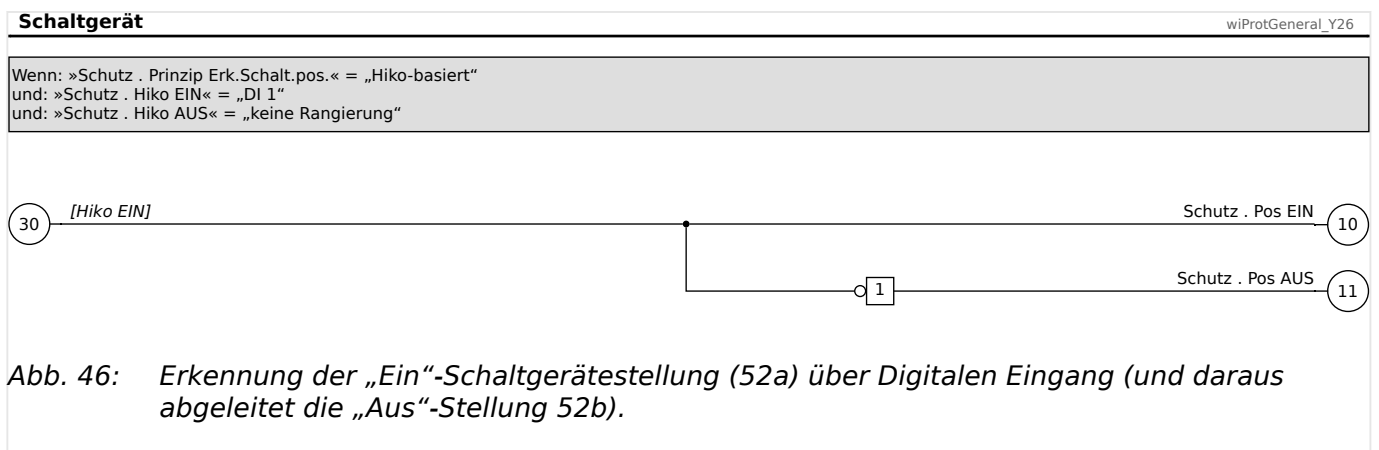 Schaltgerät
wiProtGeneral_Y26
Wenn: »Schutz . Prinzip Erk.Schalt.pos.« = „Hiko-basiert“
und: »Schutz . Hiko EIN« = „DI 1“
und: »Schutz . Hiko AUS« = „keine Rangierung“
30
[Hiko EIN]
Schutz . Pos EIN
10
1
Schutz . Pos AUS
11
Abb. 46: Erkennung der „Ein“-Schaltgerätestellung (52a) über Digitalen Eingang (und daraus
abgeleitet die „Aus“-Stellung 52b).